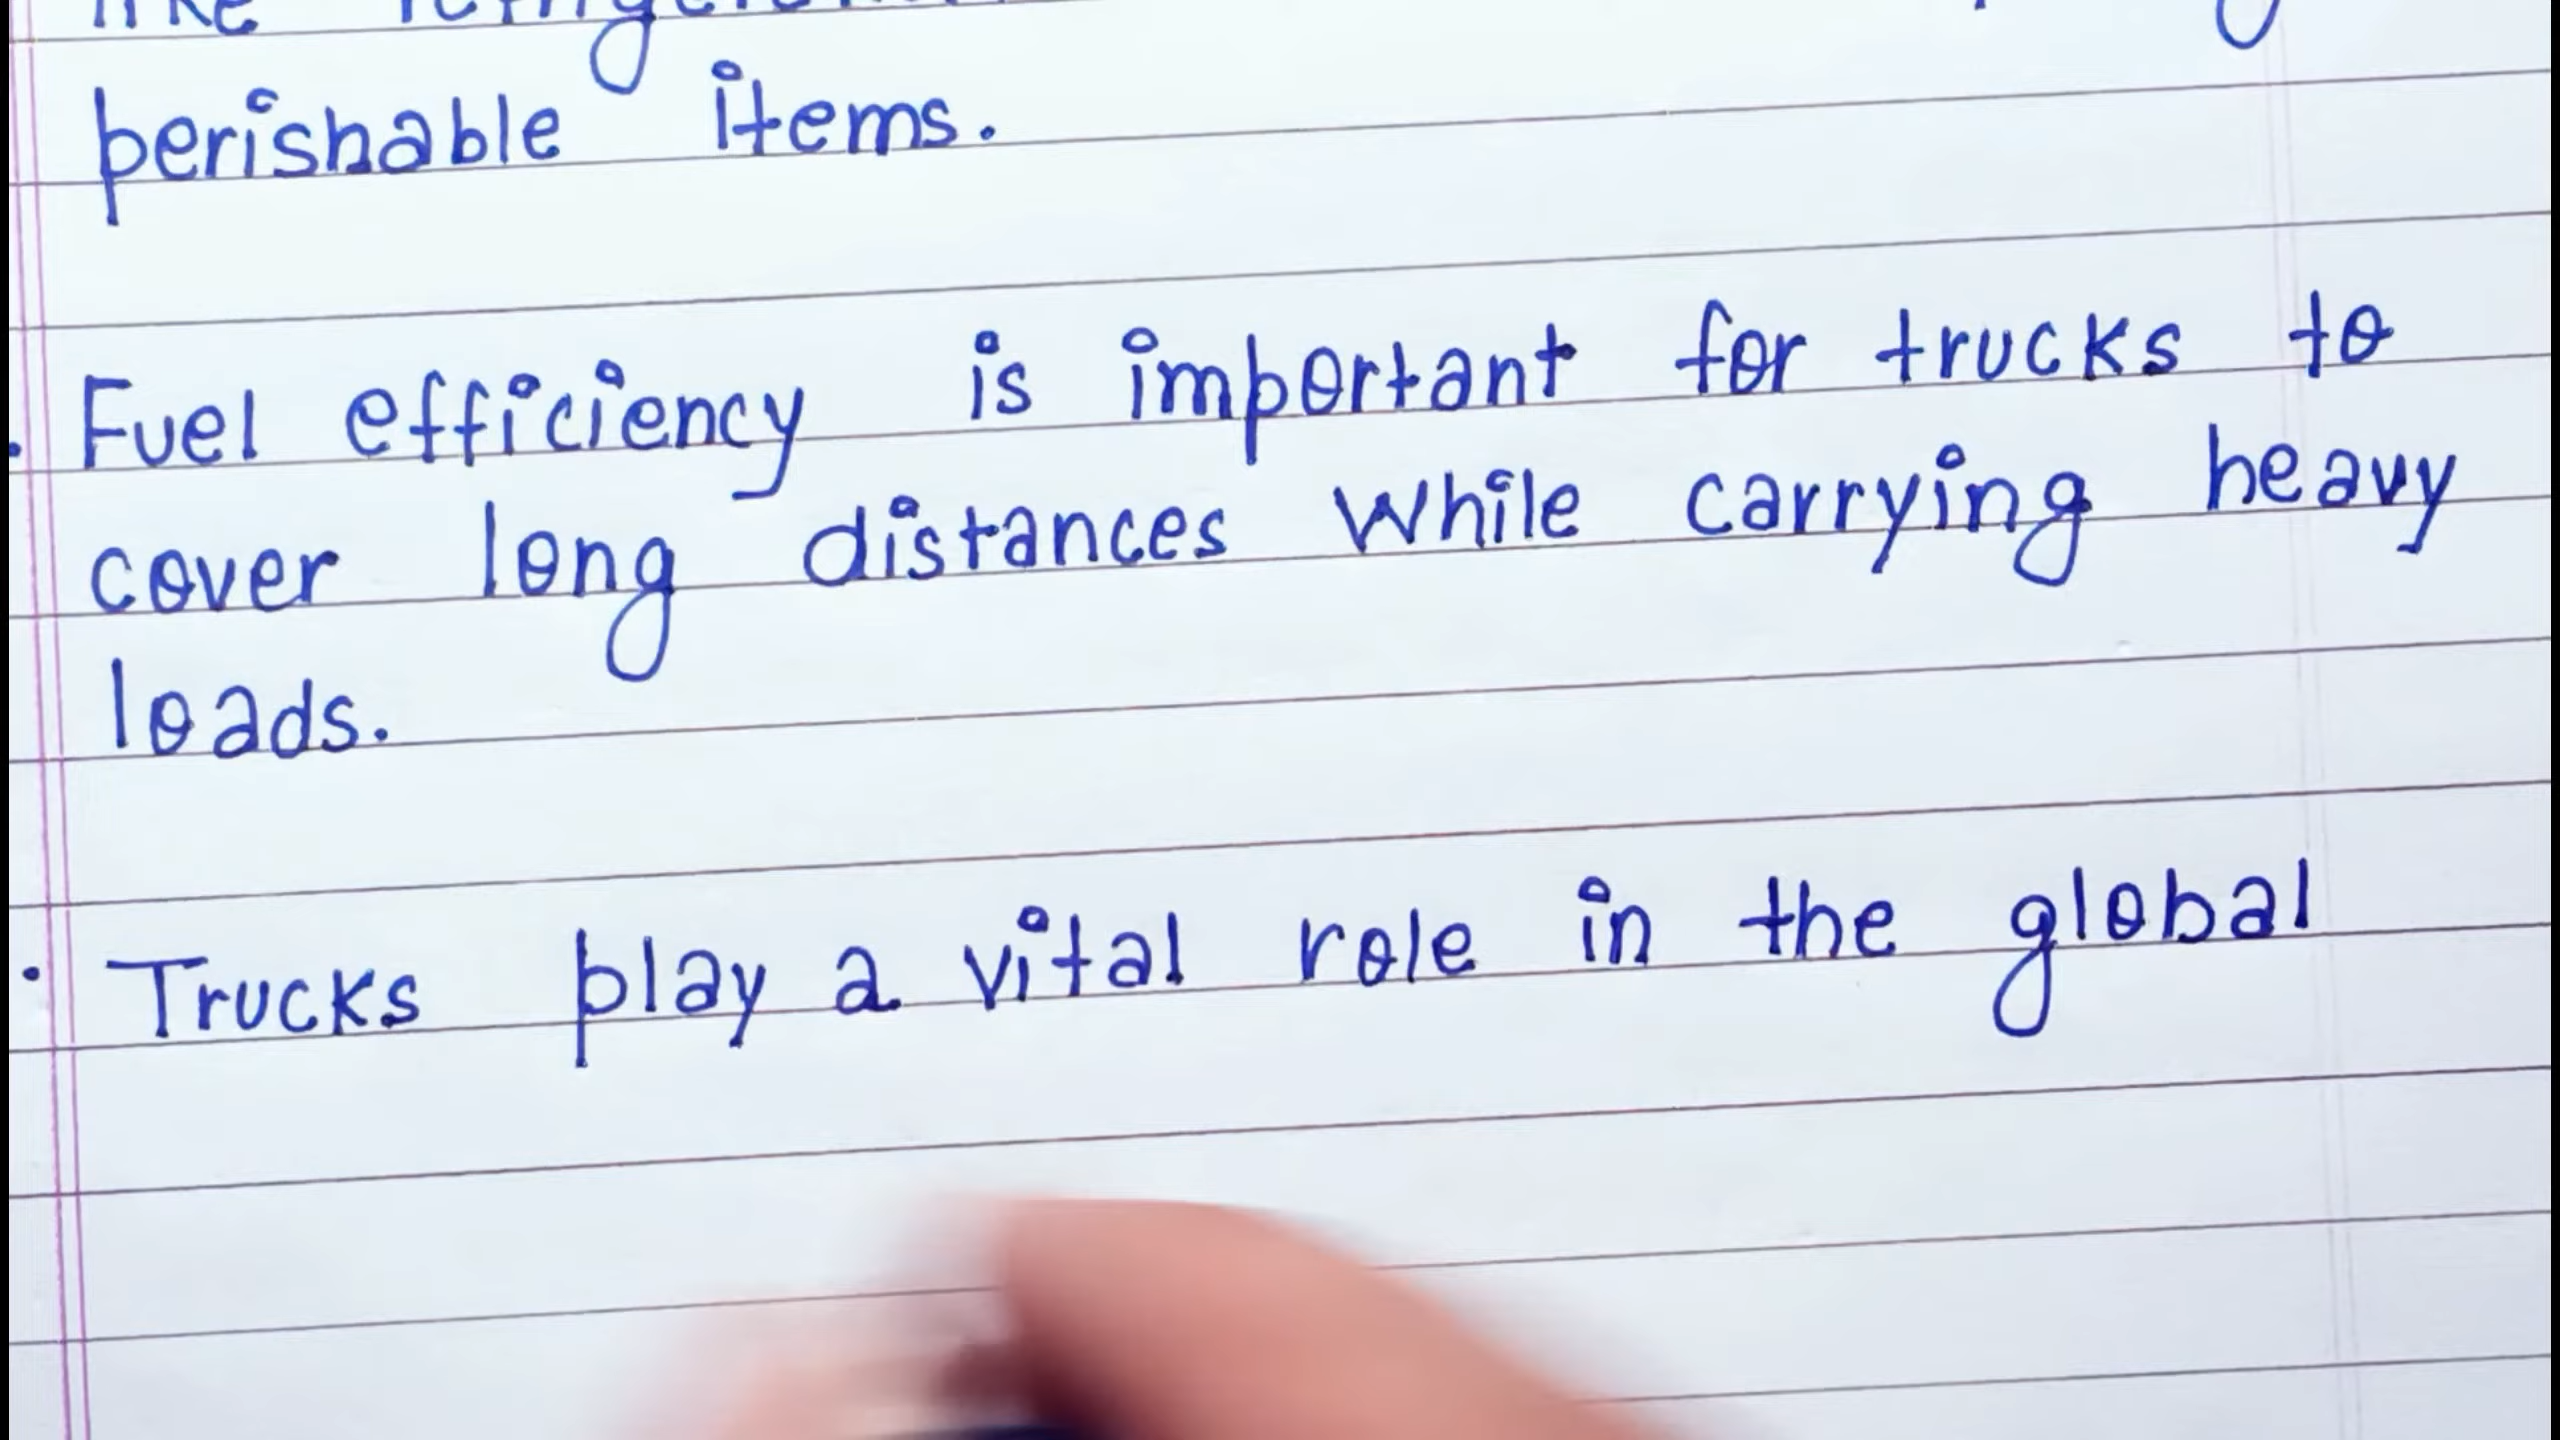 like
perishable items.
. Fuel efficiency is important for trucks to
cover long distances while carrying heavy
loads.
. Trucks play a vital role in the global